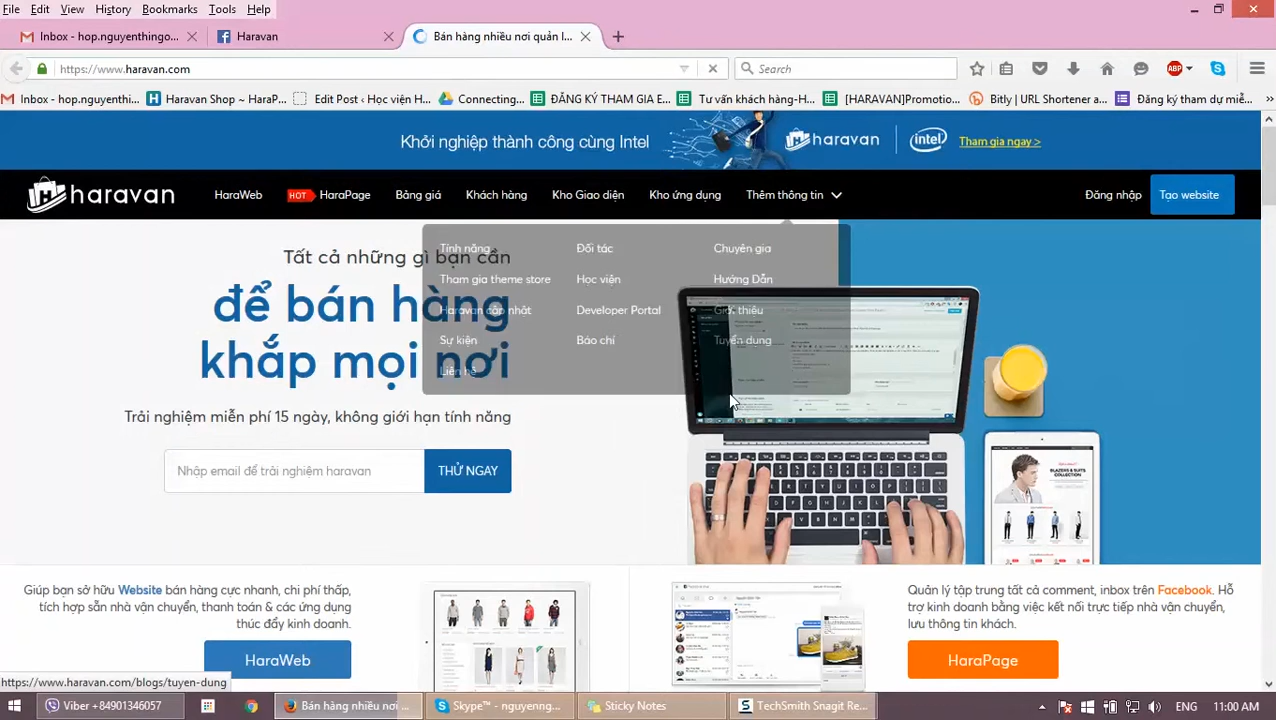 File Edit View History Bookmarks Tools Help
Inbox - hop.nguyenthingo...
Haravan
Bán hàng nhiều nơi quản l...
https://www.haravan.com
Search
ABP
Inbox - hop.nguyenthi... Haravan Shop ~ HaraP... Edit Post ‹ Học viện H... Connecting... ĐĂNG KÝ THAM GIA E... Tư vấn khách hàng-H... [HARAVAN]Promotio... Bitly | URL Shortener a... Đăng ký tham dự miễ...
Khởi nghiệp thành công cùng Intel
haravan
intel
Tham gia ngay >
haravan
HaraWeb
HOT HaraPage
Bảng giá
Khách hàng
Kho Giao diện
Kho ứng dụng
Thêm thông tin
Đăng nhập
Tạo website
Tính năng Đối tác Chuyên gia
Tham gia theme store Học viện Hướng Dẫn
Haravan cập nhật Developer Portal Giới thiệu
Sự kiện Báo chí Tuyển dụng
Liên hệ
Tất cả những gì bạn cần
để bán hàng
khắp mọi nơi
Trải nghiệm miễn phí 15 ngày, không giới hạn tính năng
Nhập email để trải nghiệm haravan
THỬ NGAY
BLAZERS & SUITS
COLLECTION
Giúp bạn sở hữu Website bán hàng cực nhanh, chi phí thấp,
tích hợp sẵn nhà vận chuyển, thanh toán & các ứng dụng
thúc đẩy kinh doanh.
HaraWeb
Quản lý tập trung tất cả comment, inbox trên Facebook. Hỗ
trợ kinh doanh bằng việc kết nối
lưu thông tin khách.
HaraPage
www.haravan.com/blogs/tuyen-dung
Viber +84901346067
Bán hàng nhiều nơi ...
Skype™ - nguyenng...
Sticky Notes
TechSmith Snagit Re...
ENG
11:00 AM